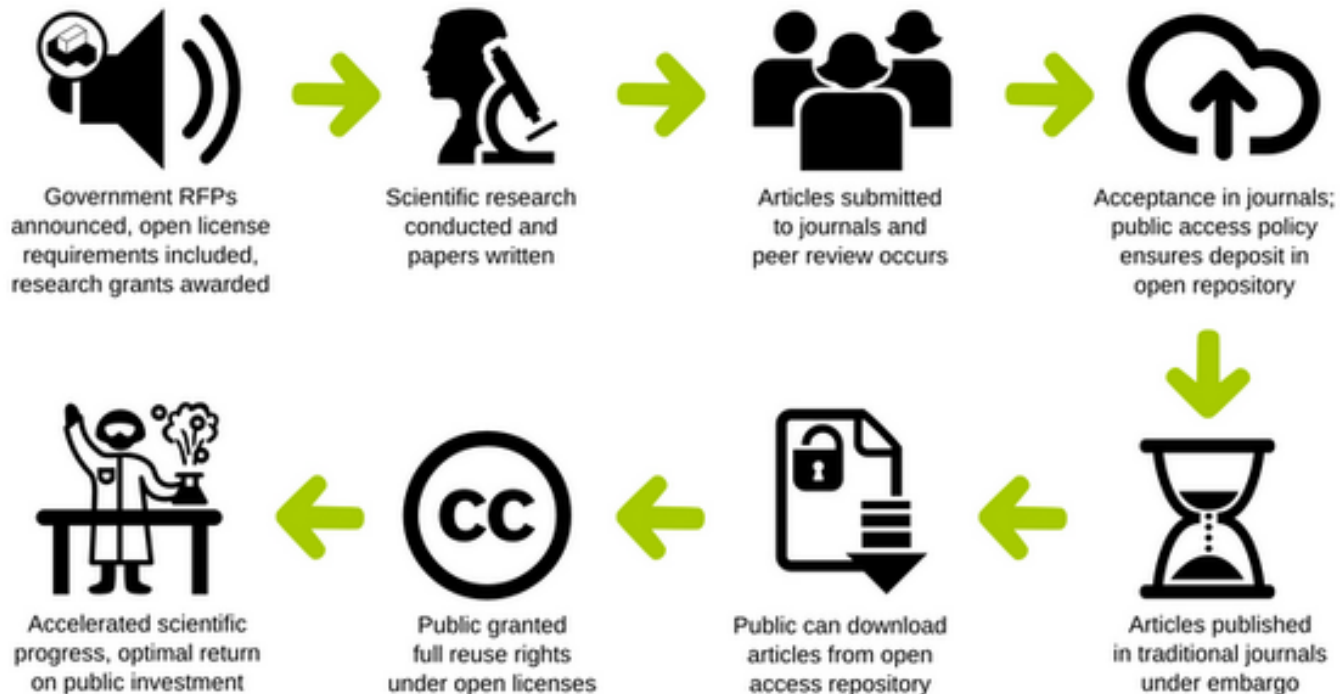 Government RFPs
announced, open license
requirements included,
research grants awarded
Scientific research
conducted and
papers written
Articles submitted
to journals and
peer review occurs
Acceptance in journals;
public access policy
ensures deposit in
open repository
Articles published
in traditional journals
under embargo
Public can download
articles from open
access repository
CC
Public granted
full reuse rights
under open licenses
Accelerated scientific
progress, optimal return
on public investment